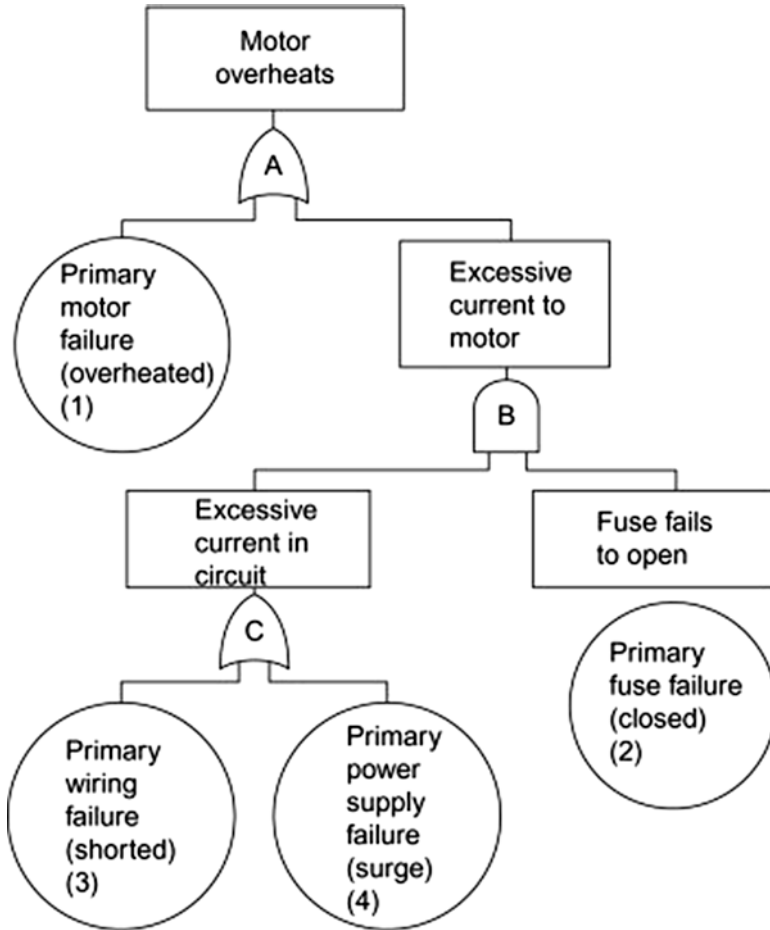 Motor
overheats
A
Primary
motor
failure
(overheated)
(1)
Excessive
current to
motor
B
Excessive
current in
circuit
Fuse fails
to open
C
Primary
wiring
failure
(shorted)
(3)
Primary
power
supply
failure
(surge)
(4)
Primary
fuse failure
(closed)
(2)